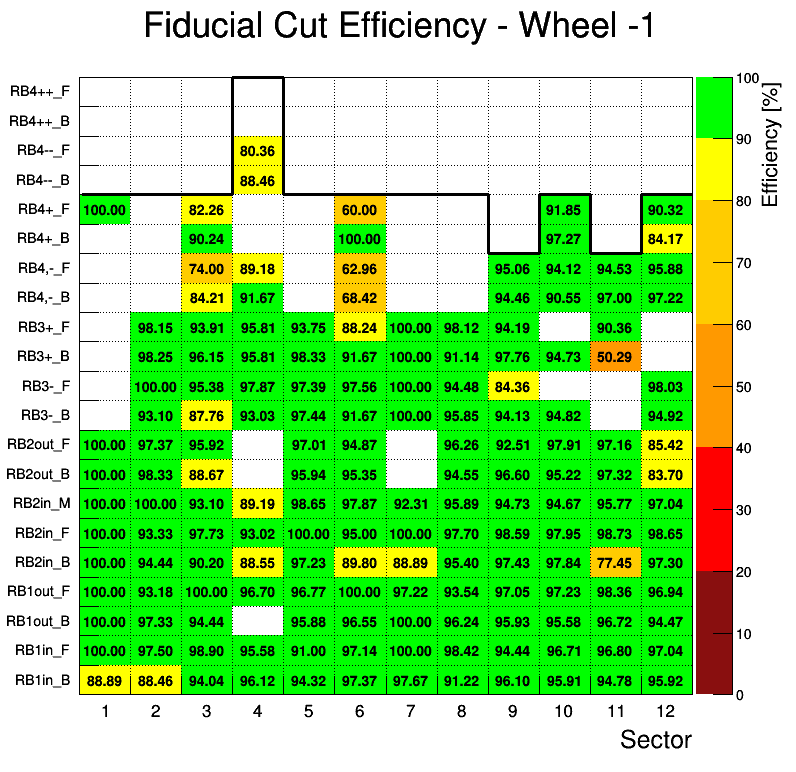 Fiducial Cut Efficiency - Wheel -1
RB4++_F
RB4++_B
RB4--_F 80.36
RB4--_B 88.46
RB4+_F 100.00 82.26 60.00 91.85 90.32
RB4+_B 90.24 100.00 97.27 84.17
RB4,-_F 74.00 89.18 62.96 95.06 94.12 94.53 95.88
RB4,-_B 84.21 91.67 68.42 94.46 90.55 97.00 97.22
RB3+_F 98.15 93.91 95.81 93.75 88.24 100.00 98.12 94.19 90.36
RB3+_B 98.25 96.15 95.81 98.33 91.67 100.00 91.14 97.76 94.73 50.29
RB3-_F 100.00 95.38 97.87 97.39 97.56 100.00 94.48 84.36 98.03
RB3-_B 93.10 87.76 93.03 97.44 91.67 100.00 95.85 94.13 94.82 94.92
RB2out_F 100.00 97.37 95.92 97.01 94.87 96.26 92.51 97.91 97.16 85.42
RB2out_B 100.00 98.33 88.67 95.94 95.35 94.55 96.60 95.22 97.32 83.70
RB2in_M 100.00 100.00 93.10 89.19 98.65 97.87 92.31 95.89 94.73 94.67 95.77 97.04
RB2in_F 100.00 93.33 97.73 93.02 100.00 95.00 100.00 97.70 98.59 97.95 98.73 98.65
RB2in_B 100.00 94.44 90.20 88.55 97.23 89.80 88.89 95.40 97.43 97.84 77.45 97.30
RB1out_F 100.00 93.18 100.00 96.70 96.77 100.00 97.22 93.54 97.05 97.23 98.36 96.94
RB1out_B 100.00 97.33 94.44 95.88 96.55 100.00 96.24 95.93 95.58 96.72 94.47
RB1in_F 100.00 97.50 98.90 95.58 91.00 97.14 100.00 98.42 94.44 96.71 96.80 97.04
RB1in_B 88.89 88.46 94.04 96.12 94.32 97.37 97.67 91.22 96.10 95.91 94.78 95.92
1 2 3 4 5 6 7 8 9 10 11 12
Sector
100
90
80
70
60
50
40
30
20
10
0
Efficiency [%]